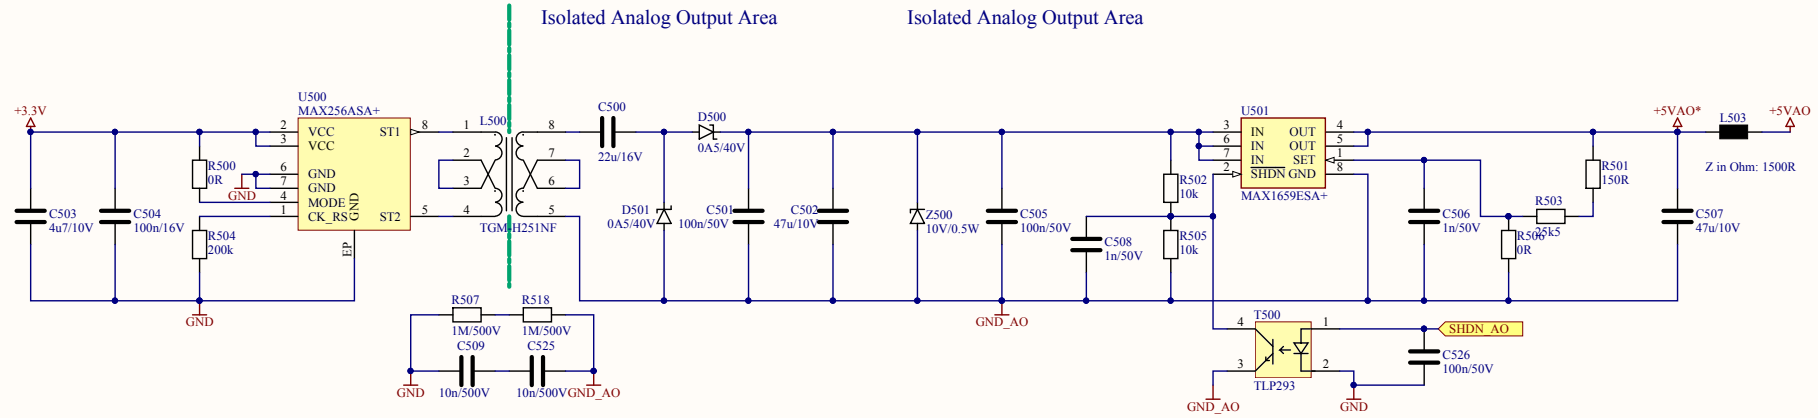 Isolated Analog Output Area
Isolated Analog Output Area
+3.3V
C503
4u7/10V
C504
100n/16V
R500
0R
GND
R504
200k
GND
U500
MAX256ASA+
2 VCC ST1 8
3 VCC
6 GND
7 GND
4 MODE
1 CK_RS ST2 5
GND
EP
L500
1 8
2 7
3 6
4 5
TGM-H251NF
C500
22u/16V
D500
0A5/40V
D501
0A5/40V
C501
100n/50V
C502
47u/10V
Z500
10V/0.5W
C505
100n/50V
GND_AO
C508
1n/50V
R502
10k
R505
10k
U501
3 IN OUT 4
6 IN OUT 5
7 IN SET 1
2 SHDN GND 8
MAX1659ESA+
C506
1n/50V
R506
0R
R503
25k5
R501
150R
+5VAO*
C507
47u/10V
L503
Z in Ohm: 1500R
+5VAO
R507
1M/500V
R518
1M/500V
C509
10n/500V
C525
10n/500V
GND
GND_AO
T500
4 1
3 2
TLP293
GND_AO
GND
SHDN_AO
C526
100n/50V